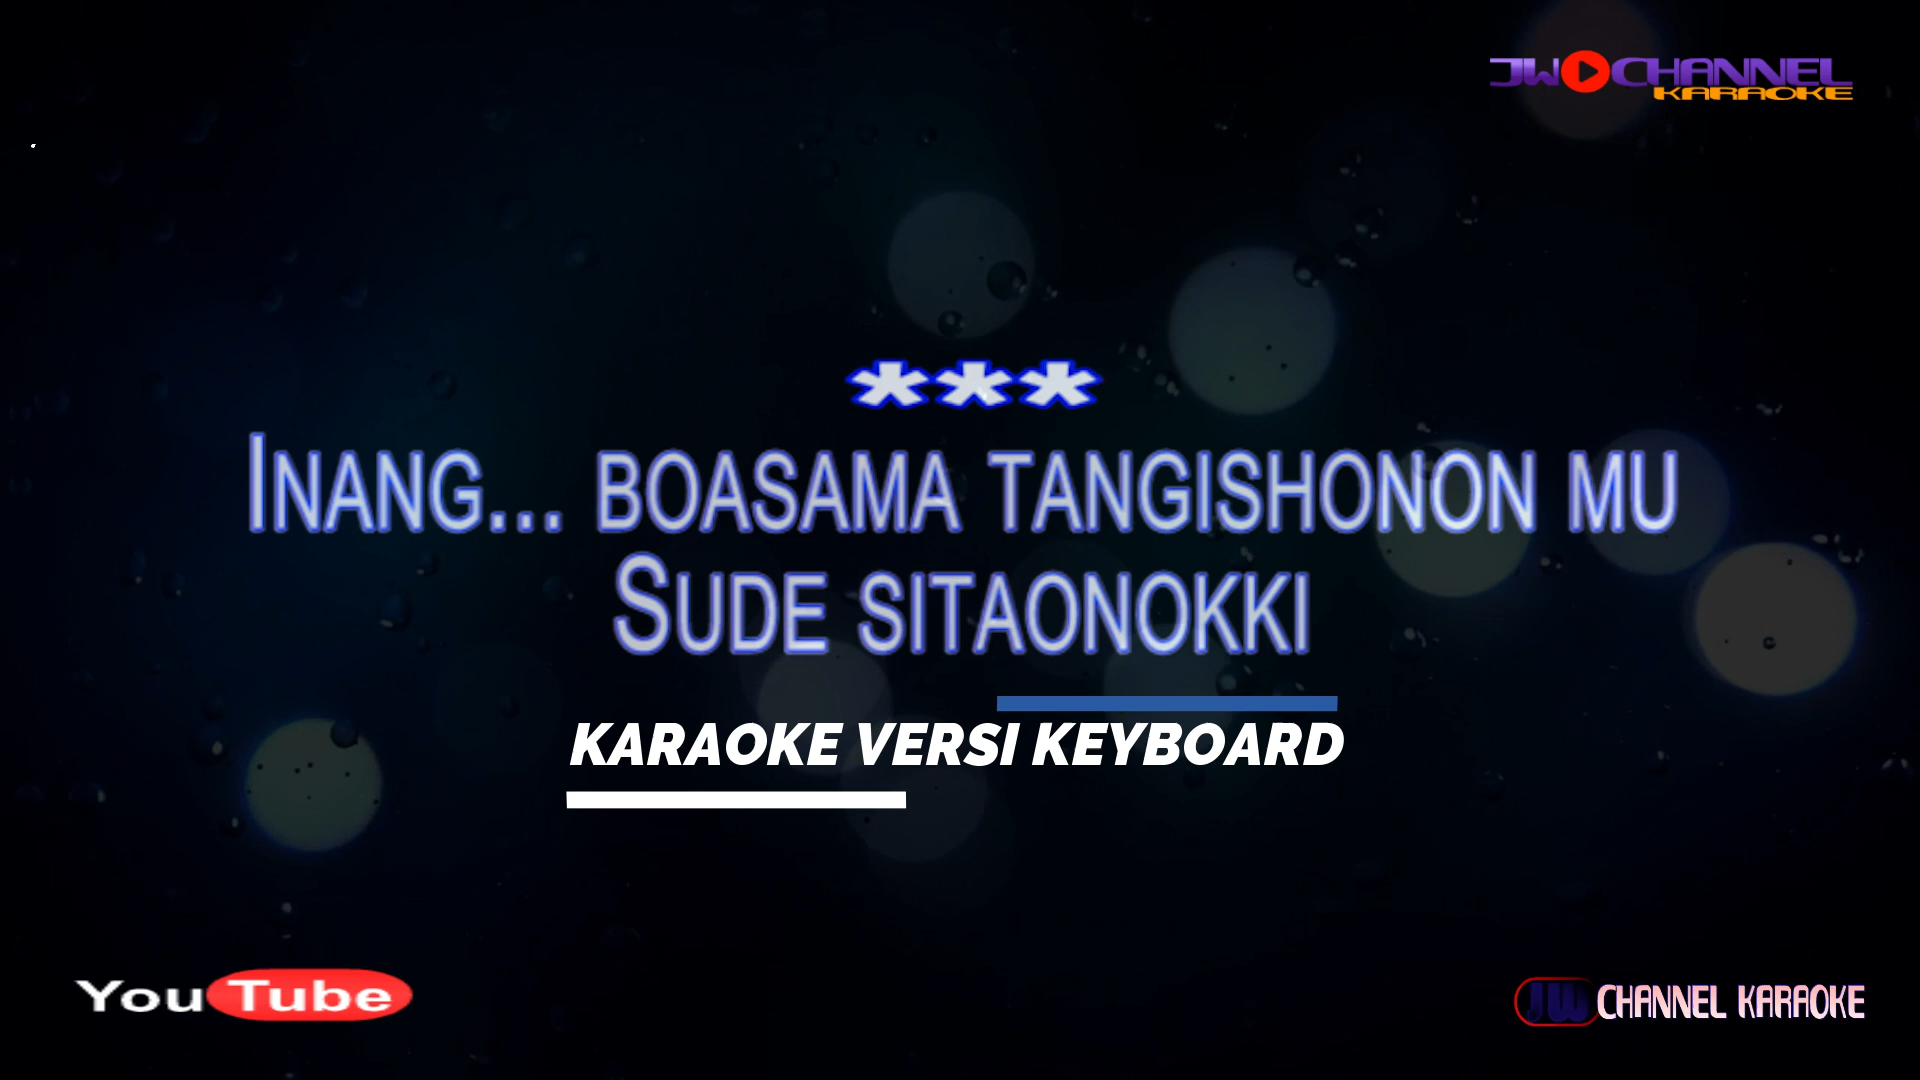 JW CHANNEL
KARAOKE
***
INANG... BOASAMA TANGISHONON MU
SUDE SITAONOKKI
KARAOKE VERSI KEYBOARD
YouTube
JW CHANNEL KARAOKE